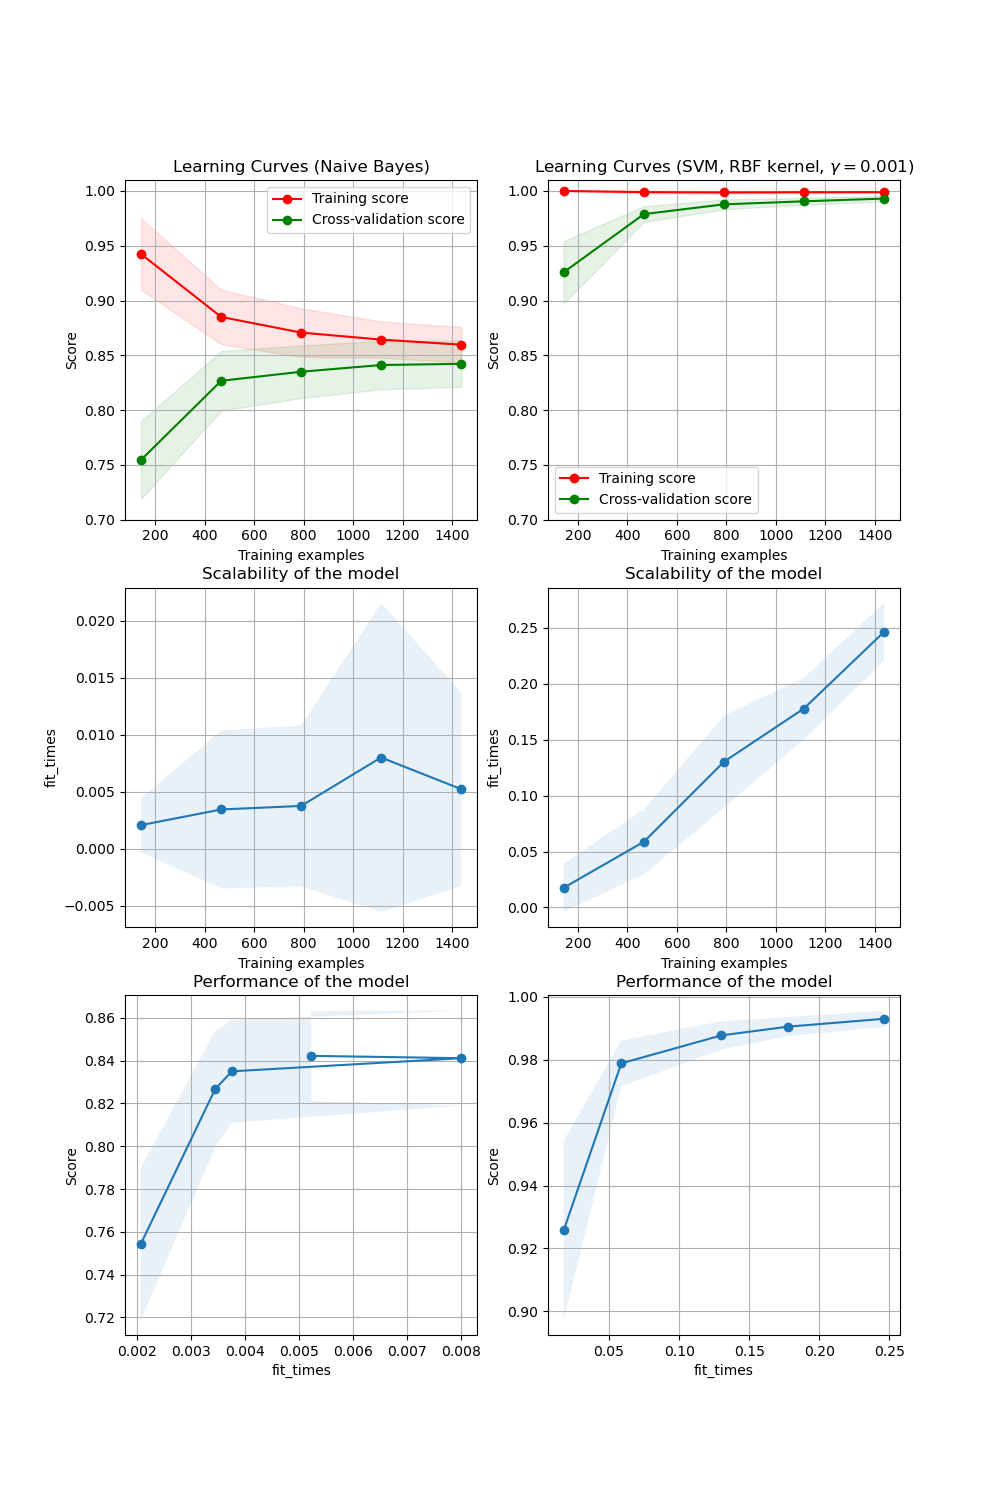 Learning Curves (Naive Bayes)
1.00
0.95
0.90
0.85
0.80
0.75
0.70
Score
Training score
Cross-validation score
200 400 600 800 1000 1200 1400
Training examples
Learning Curves (SVM, RBF kernel, γ = 0.001)
1.00
0.95
0.90
0.85
0.80
0.75
0.70
Score
Training score
Cross-validation score
200 400 600 800 1000 1200 1400
Training examples
Scalability of the model
0.020
0.015
0.010
0.005
0.000
−0.005
fit_times
200 400 600 800 1000 1200 1400
Training examples
Scalability of the model
0.25
0.20
0.15
0.10
0.05
0.00
fit_times
200 400 600 800 1000 1200 1400
Training examples
Performance of the model
0.86
0.84
0.82
0.80
0.78
0.76
0.74
0.72
Score
0.002 0.003 0.004 0.005 0.006 0.007 0.008
fit_times
Performance of the model
1.00
0.98
0.96
0.94
0.92
0.90
Score
0.05 0.10 0.15 0.20 0.25
fit_times